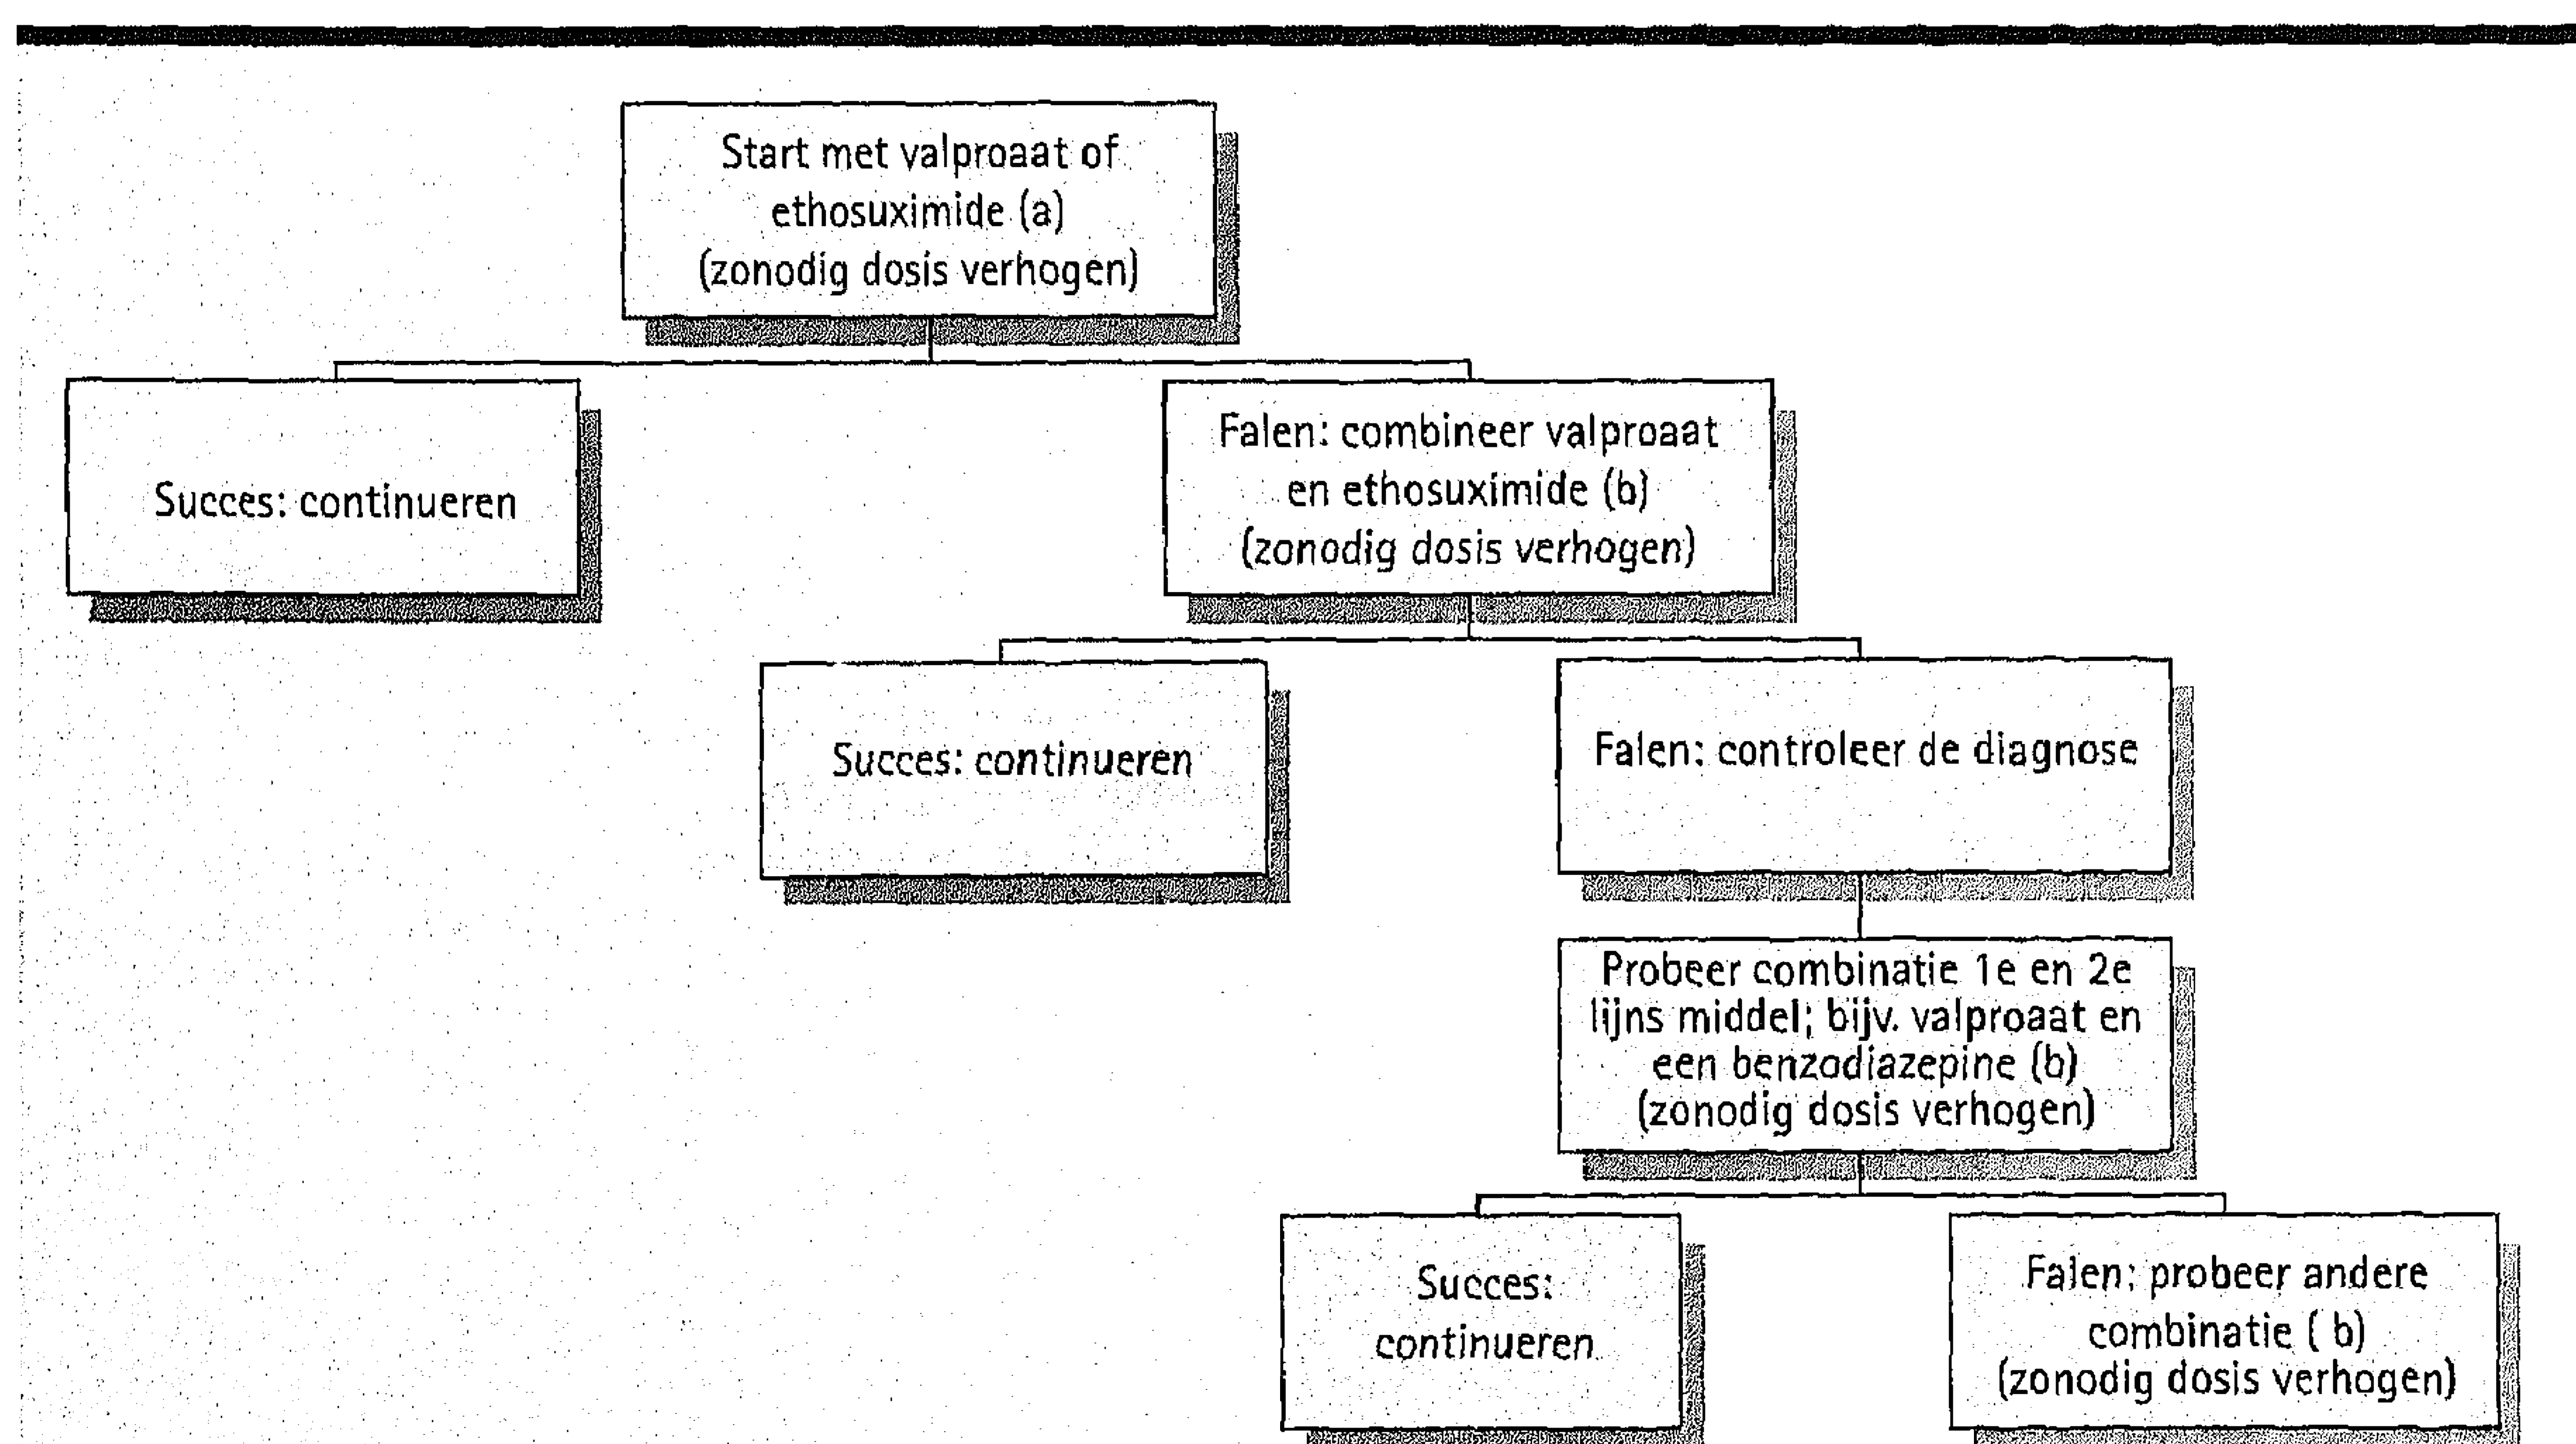 Start met valproaat of
ethosuximide (a)
(zonodig dosis verhogen)
Succes: continueren
Falen: combineer valproaat
en ethosuximide (b)
(zonodig dosis verhogen)
Succes: continueren
Falen: controleer de diagnose
Probeer combinatie 1e en 2e
lijns middel; bijv. valproaat en
een benzodiazepine (b)
(zonodig dosis verhogen)
Succes:
continueren
Falen: probeer andere
combinatie ( b)
(zonodig dosis verhogen)